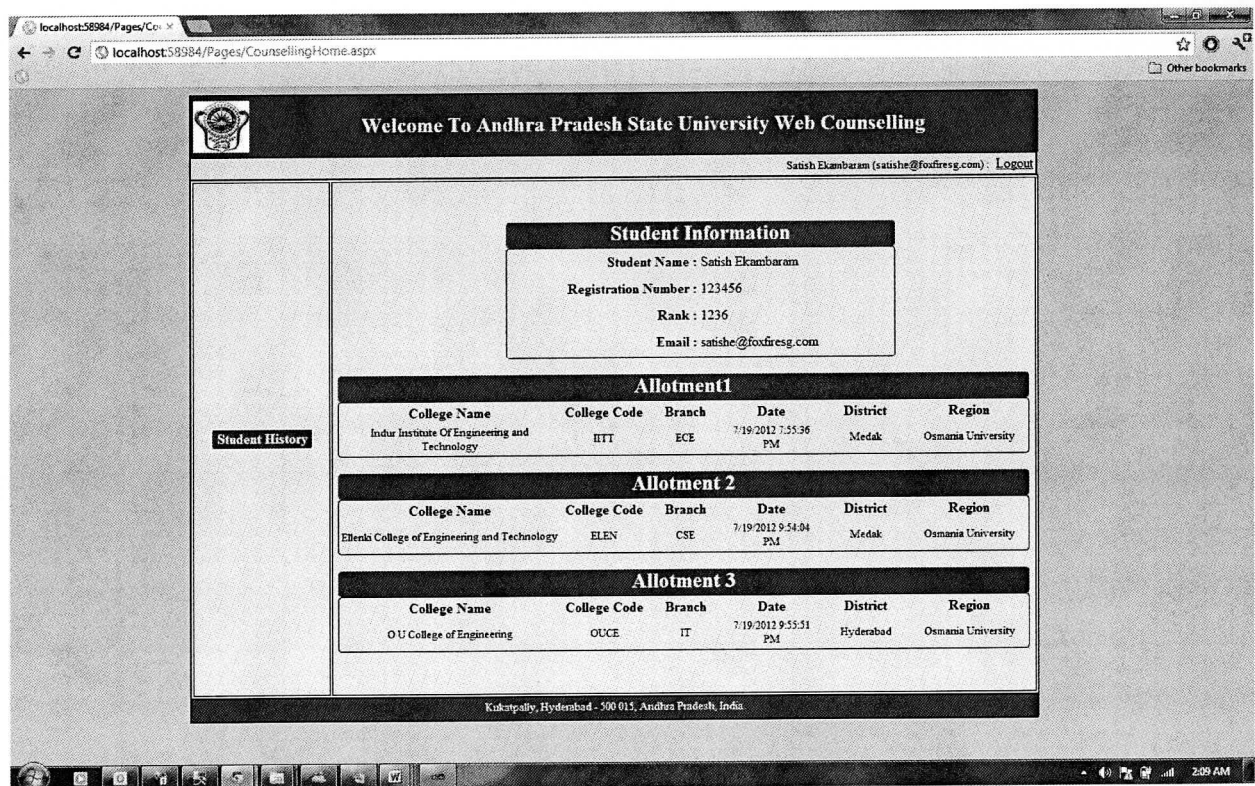 localhost:58984/Pages/Co
localhost:58984/Pages/CounsellingHome.aspx
Other bookmarks
Welcome To Andhra Pradesh State University Web Counselling
Satish Ekambaram (satishe@foxfiresg.com) : Logout
Student History
Student Information
Student Name : Satish Ekambaram
Registration Number : 123456
Rank : 1236
Email : satishe@foxfiresg.com
Allotment1
College Name College Code Branch Date District Region
Indur Institute Of Engineering and Technology IITT ECE 7/19/2012 7:55:36 PM Medak Osmania University
Allotment 2
College Name College Code Branch Date District Region
Ellenki College of Engineering and Technology ELEN CSE 7/19/2012 9:54:04 PM Medak Osmania University
Allotment 3
College Name College Code Branch Date District Region
O U College of Engineering OUCE IT 7/19/2012 9:55:51 PM Hyderabad Osmania University
Kukatpally, Hyderabad - 500 015, Andhra Pradesh, India
2:09 AM